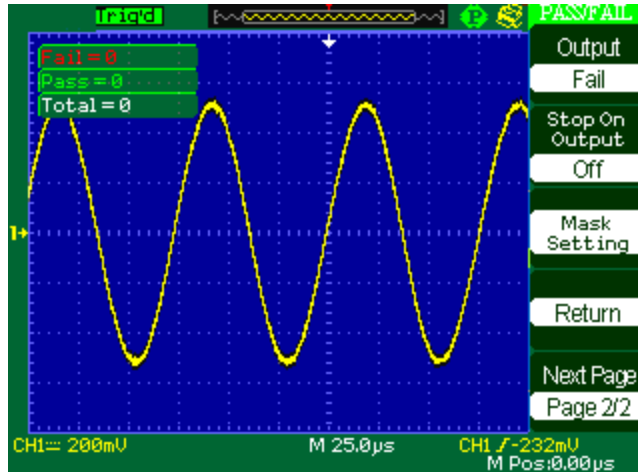 Trig'd
P
PASS/FAIL
Fail = 0
Pass = 0
Total = 0
Output
Fail
Stop On
Output
Off
1
Mask
Setting
Return
Next Page
Page 2/2
CH1 200mV
M 25.0µs
CH1 -232mV
M Pos:0.00µs